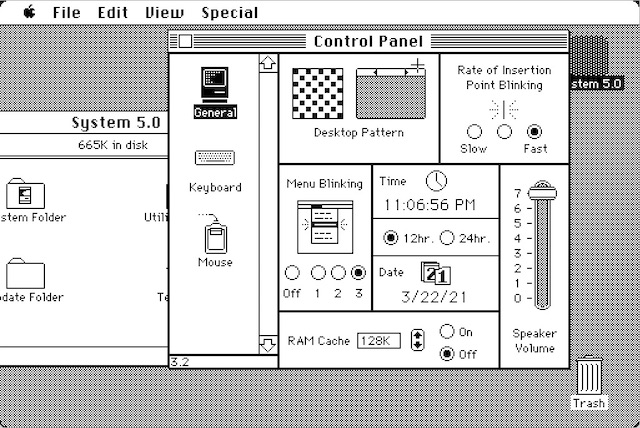 File Edit View Special
Control Panel
stem 5.0
System 5.0
665K in disk
stem Folder
Utili
odate Folder
Te
General
Keyboard
Mouse
3.2
Desktop Pattern
Rate of Insertion
Point Blinking
Slow Fast
Menu Blinking
Off 1 2 3
Time
11:06:56 PM
12hr. 24hr.
Date
21
3/22/21
7
6
5
4
3
2
1
0
Speaker
Volume
RAM Cache 128K On
Off
Trash